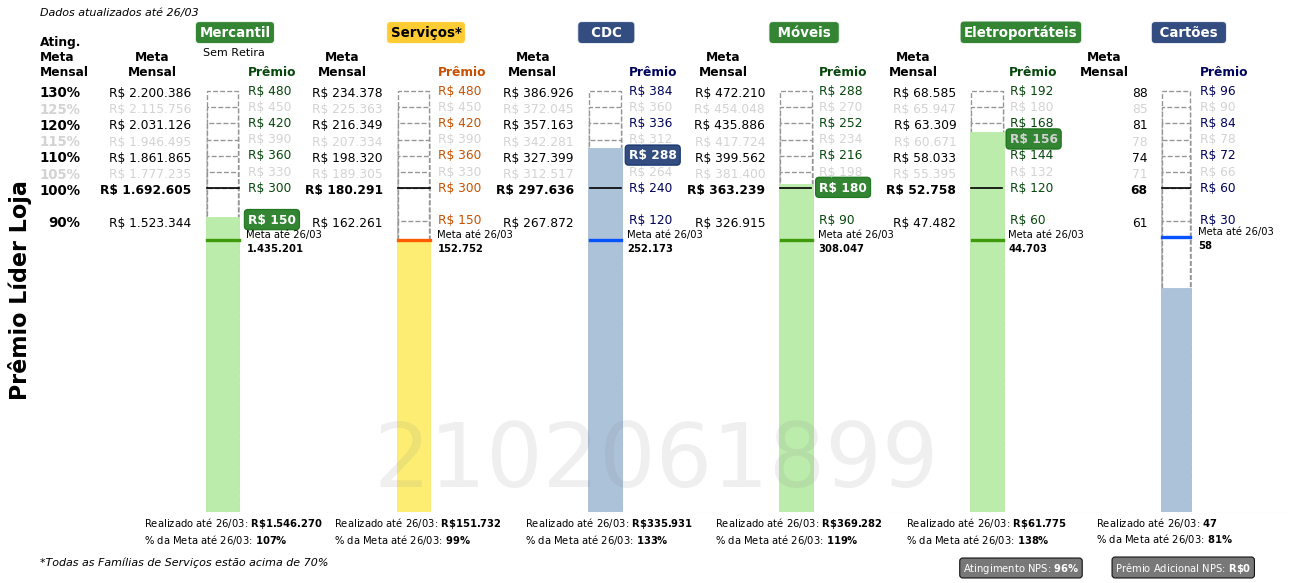 Dados atualizados até 26/03
Mercantil Serviços* CDC Móveis Eletroportáteis Cartões
Sem Retira
Ating. Meta Mensal Meta Mensal Prêmio Meta Mensal Prêmio Meta Mensal Prêmio Meta Mensal Prêmio Meta Mensal Prêmio Meta Mensal Prêmio
130% R$ 2.200.386 R$ 480 R$ 234.378 R$ 480 R$ 386.926 R$ 384 R$ 472.210 R$ 288 R$ 68.585 R$ 192 88 R$ 96
125% R$ 2.115.756 R$ 450 R$ 225.363 R$ 450 R$ 372.045 R$ 360 R$ 454.048 R$ 270 R$ 65.947 R$ 180 85 R$ 90
120% R$ 2.031.126 R$ 420 R$ 216.349 R$ 420 R$ 357.163 R$ 336 R$ 435.886 R$ 252 R$ 63.309 R$ 168 81 R$ 84
115% R$ 1.946.495 R$ 390 R$ 207.334 R$ 390 R$ 342.281 R$ 312 R$ 417.724 R$ 234 R$ 60.671 R$ 156 78 R$ 78
110% R$ 1.861.865 R$ 360 R$ 198.320 R$ 360 R$ 327.399 R$ 288 R$ 399.562 R$ 216 R$ 58.033 R$ 144 74 R$ 72
105% R$ 1.777.235 R$ 330 R$ 189.305 R$ 330 R$ 312.517 R$ 264 R$ 381.400 R$ 198 R$ 55.395 R$ 132 71 R$ 66
100% R$ 1.692.605 R$ 300 R$ 180.291 R$ 300 R$ 297.636 R$ 240 R$ 363.239 R$ 180 R$ 52.758 R$ 120 68 R$ 60
90% R$ 1.523.344 R$ 150 R$ 162.261 R$ 150 R$ 267.872 R$ 120 R$ 326.915 R$ 90 R$ 47.482 R$ 60 61 R$ 30
Meta até 26/03 Meta até 26/03 Meta até 26/03 Meta até 26/03 Meta até 26/03 Meta até 26/03
1.435.201 152.752 252.173 308.047 44.703 58
Prêmio Líder Loja
2102061899
Realizado até 26/03: R$1.546.270 Realizado até 26/03: R$151.732 Realizado até 26/03: R$335.931 Realizado até 26/03: R$369.282 Realizado até 26/03: R$61.775 Realizado até 26/03: 47
% da Meta até 26/03: 107% % da Meta até 26/03: 99% % da Meta até 26/03: 133% % da Meta até 26/03: 119% % da Meta até 26/03: 138% % da Meta até 26/03: 81%
*Todas as Famílias de Serviços estão acima de 70%
Atingimento NPS: 96% Prêmio Adicional NPS: R$0